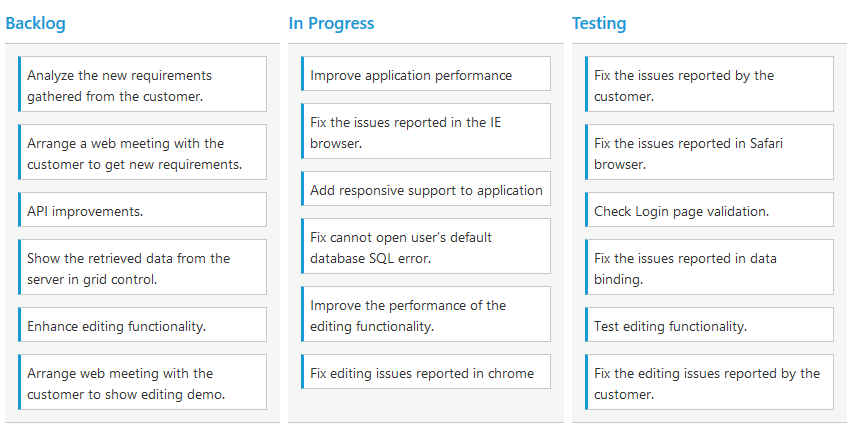 Backlog
Analyze the new requirements
gathered from the customer.
Arrange a web meeting with the
customer to get new requirements.
API improvements.
Show the retrieved data from the
server in grid control.
Enhance editing functionality.
Arrange web meeting with the
customer to show editing demo.
In Progress
Improve application performance
Fix the issues reported in the IE
browser.
Add responsive support to application
Fix cannot open user's default
database SQL error.
Improve the performance of the
editing functionality.
Fix editing issues reported in chrome
Testing
Fix the issues reported by the
customer.
Fix the issues reported in Safari
browser.
Check Login page validation.
Fix the issues reported in data
binding.
Test editing functionality.
Fix the editing issues reported by the
customer.